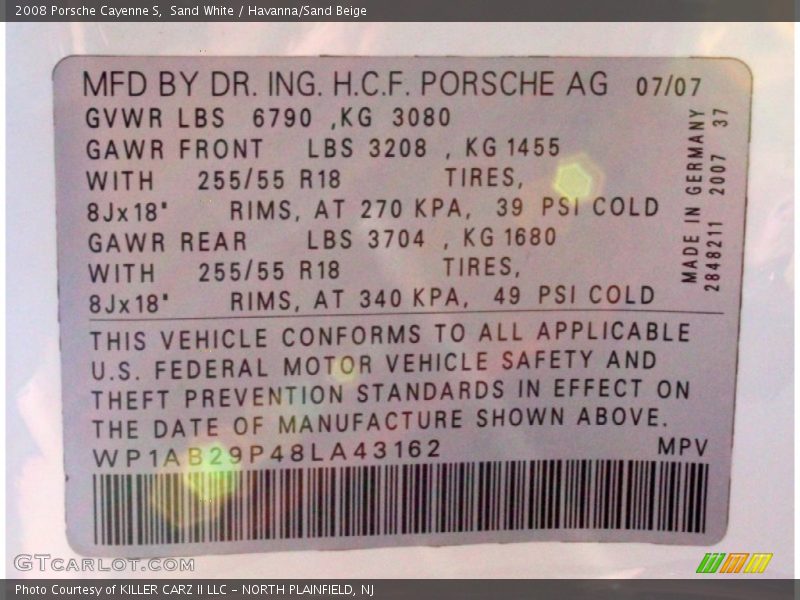 2008 Porsche Cayenne S, Sand White / Havanna/Sand Beige
MFD BY DR. ING. H.C.F. PORSCHE AG 07/07
GVWR LBS 6790 ,KG 3080
GAWR FRONT LBS 3208 , KG 1455
WITH 255/55 R18 TIRES,
8Jx18" RIMS, AT 270 KPA, 39 PSI COLD
GAWR REAR LBS 3704 , KG 1680
WITH 255/55 R18 TIRES,
8Jx18" RIMS, AT 340 KPA, 49 PSI COLD
MADE IN GERMANY
2848211 2007 37
THIS VEHICLE CONFORMS TO ALL APPLICABLE
U.S. FEDERAL MOTOR VEHICLE SAFETY AND
THEFT PREVENTION STANDARDS IN EFFECT ON
THE DATE OF MANUFACTURE SHOWN ABOVE.
WP1AB29P48LA43162 MPV
GTCARLOT.COM
Photo Courtesy of KILLER CARZ II LLC - NORTH PLAINFIELD, NJ